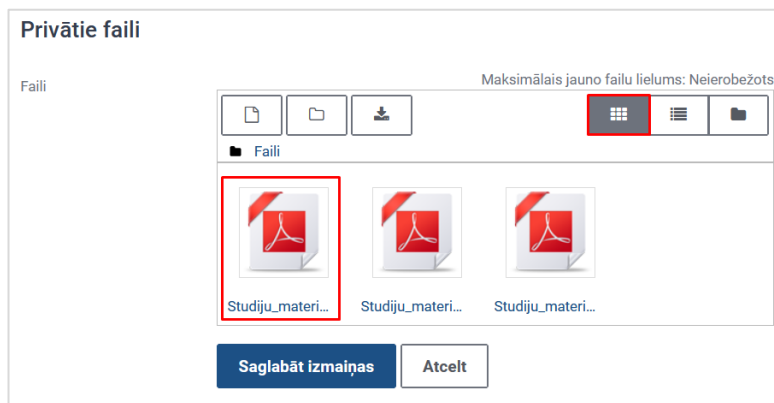 Privātie faili
Maksimālais jauno failu lielums: Neierobežots
Faili
Faili
Studiju_materi...
Studiju_materi...
Studiju_materi...
Saglabāt izmaiņas
Atcelt